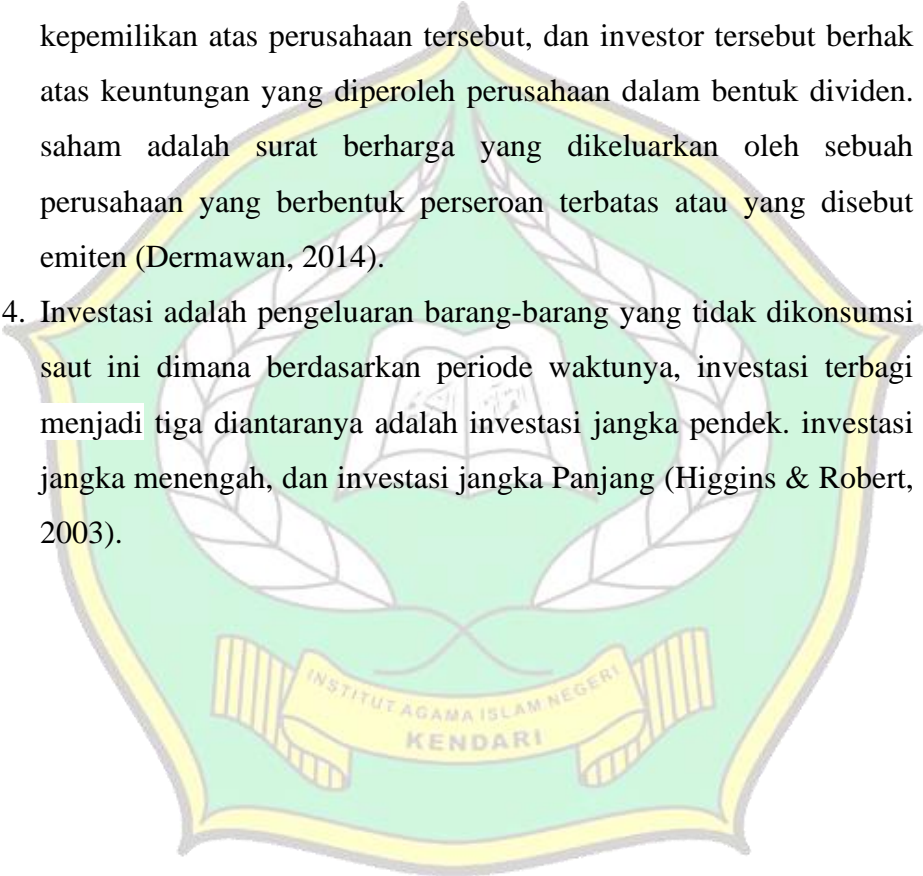 kepemilikan atas perusahaan tersebut, dan investor tersebut berhak
atas keuntungan yang diperoleh perusahaan dalam bentuk dividen.
saham adalah surat berharga yang dikeluarkan oleh sebuah
perusahaan yang berbentuk perseroan terbatas atau yang disebut
emiten (Dermawan, 2014).
4. Investasi adalah pengeluaran barang-barang yang tidak dikonsumsi
saut ini dimana berdasarkan periode waktunya, investasi terbagi
menjadi tiga diantaranya adalah investasi jangka pendek. investasi
jangka menengah, dan investasi jangka Panjang (Higgins & Robert,
2003).
INSTITUT AGAMA ISLAM NEGERI
KENDARI